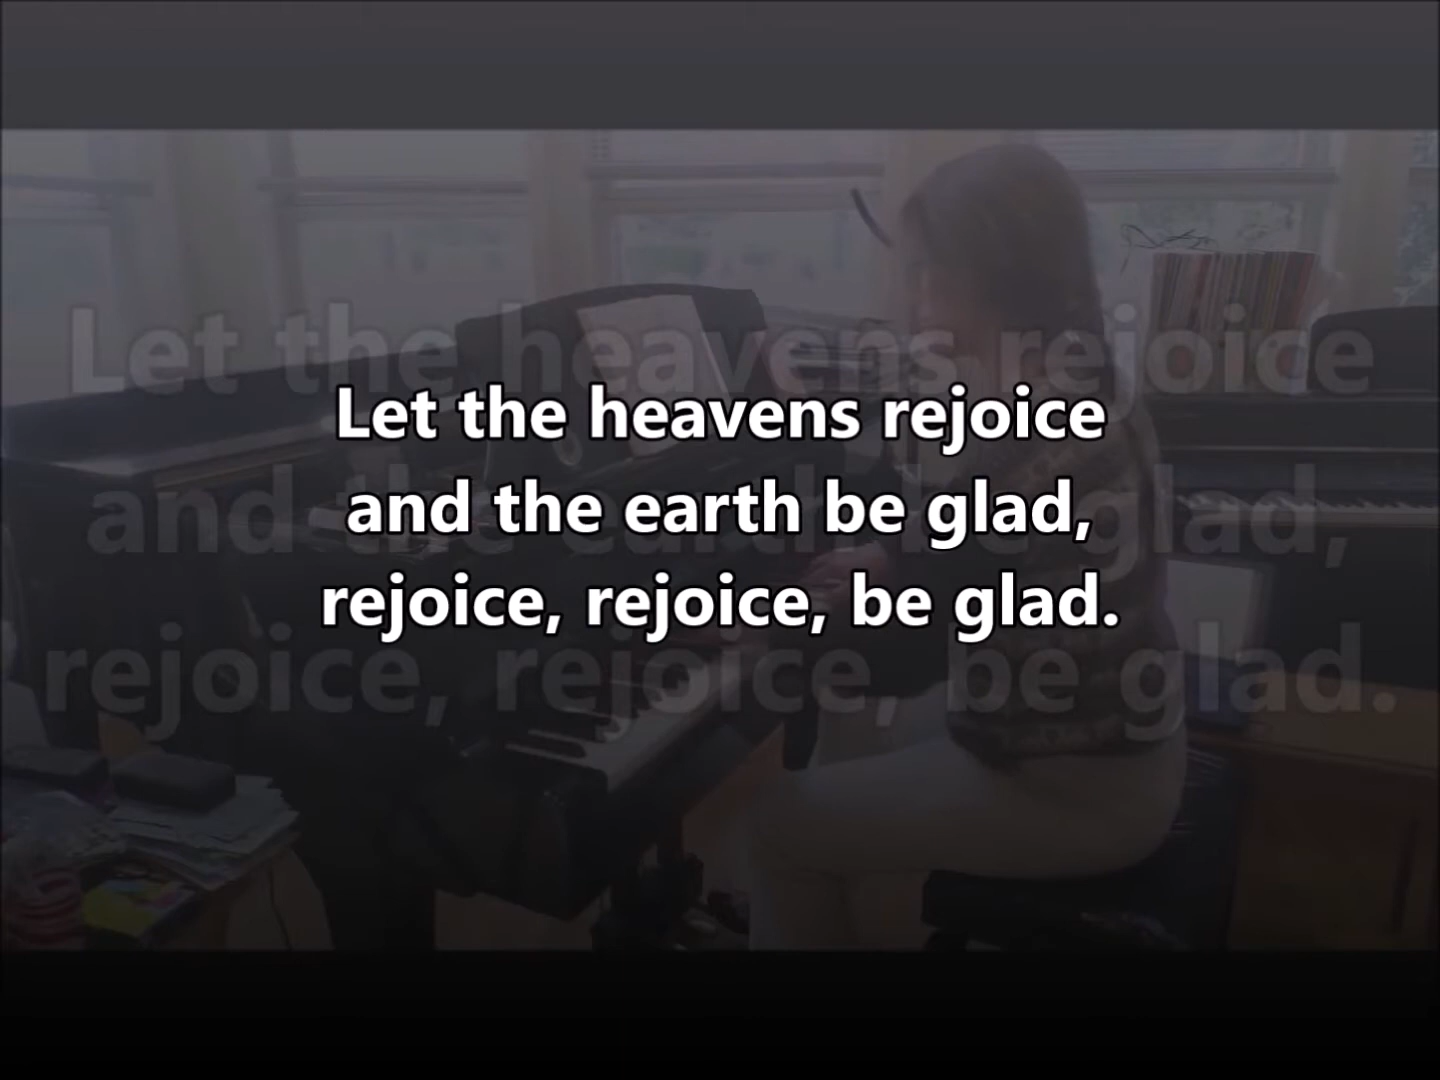 Let the heavens rejoice
and the earth be glad,
rejoice, rejoice, be glad.